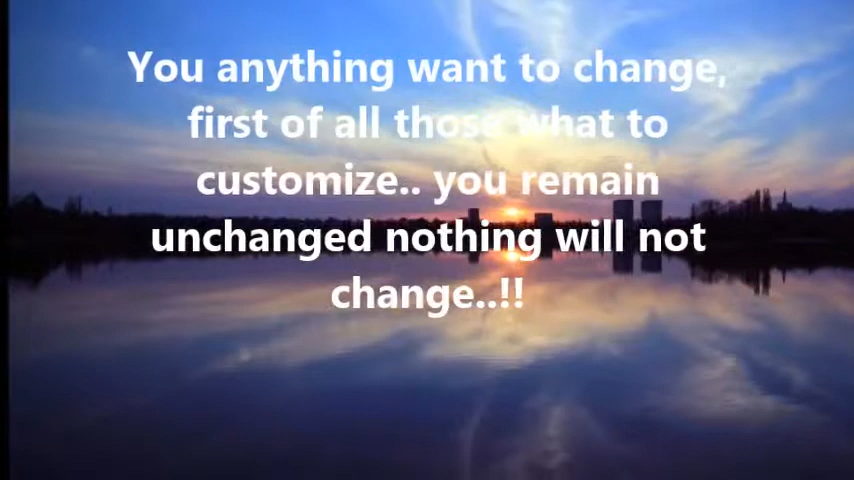 You anything want to change,
first of all those what to
customize.. you remain
unchanged nothing will not
change..!!